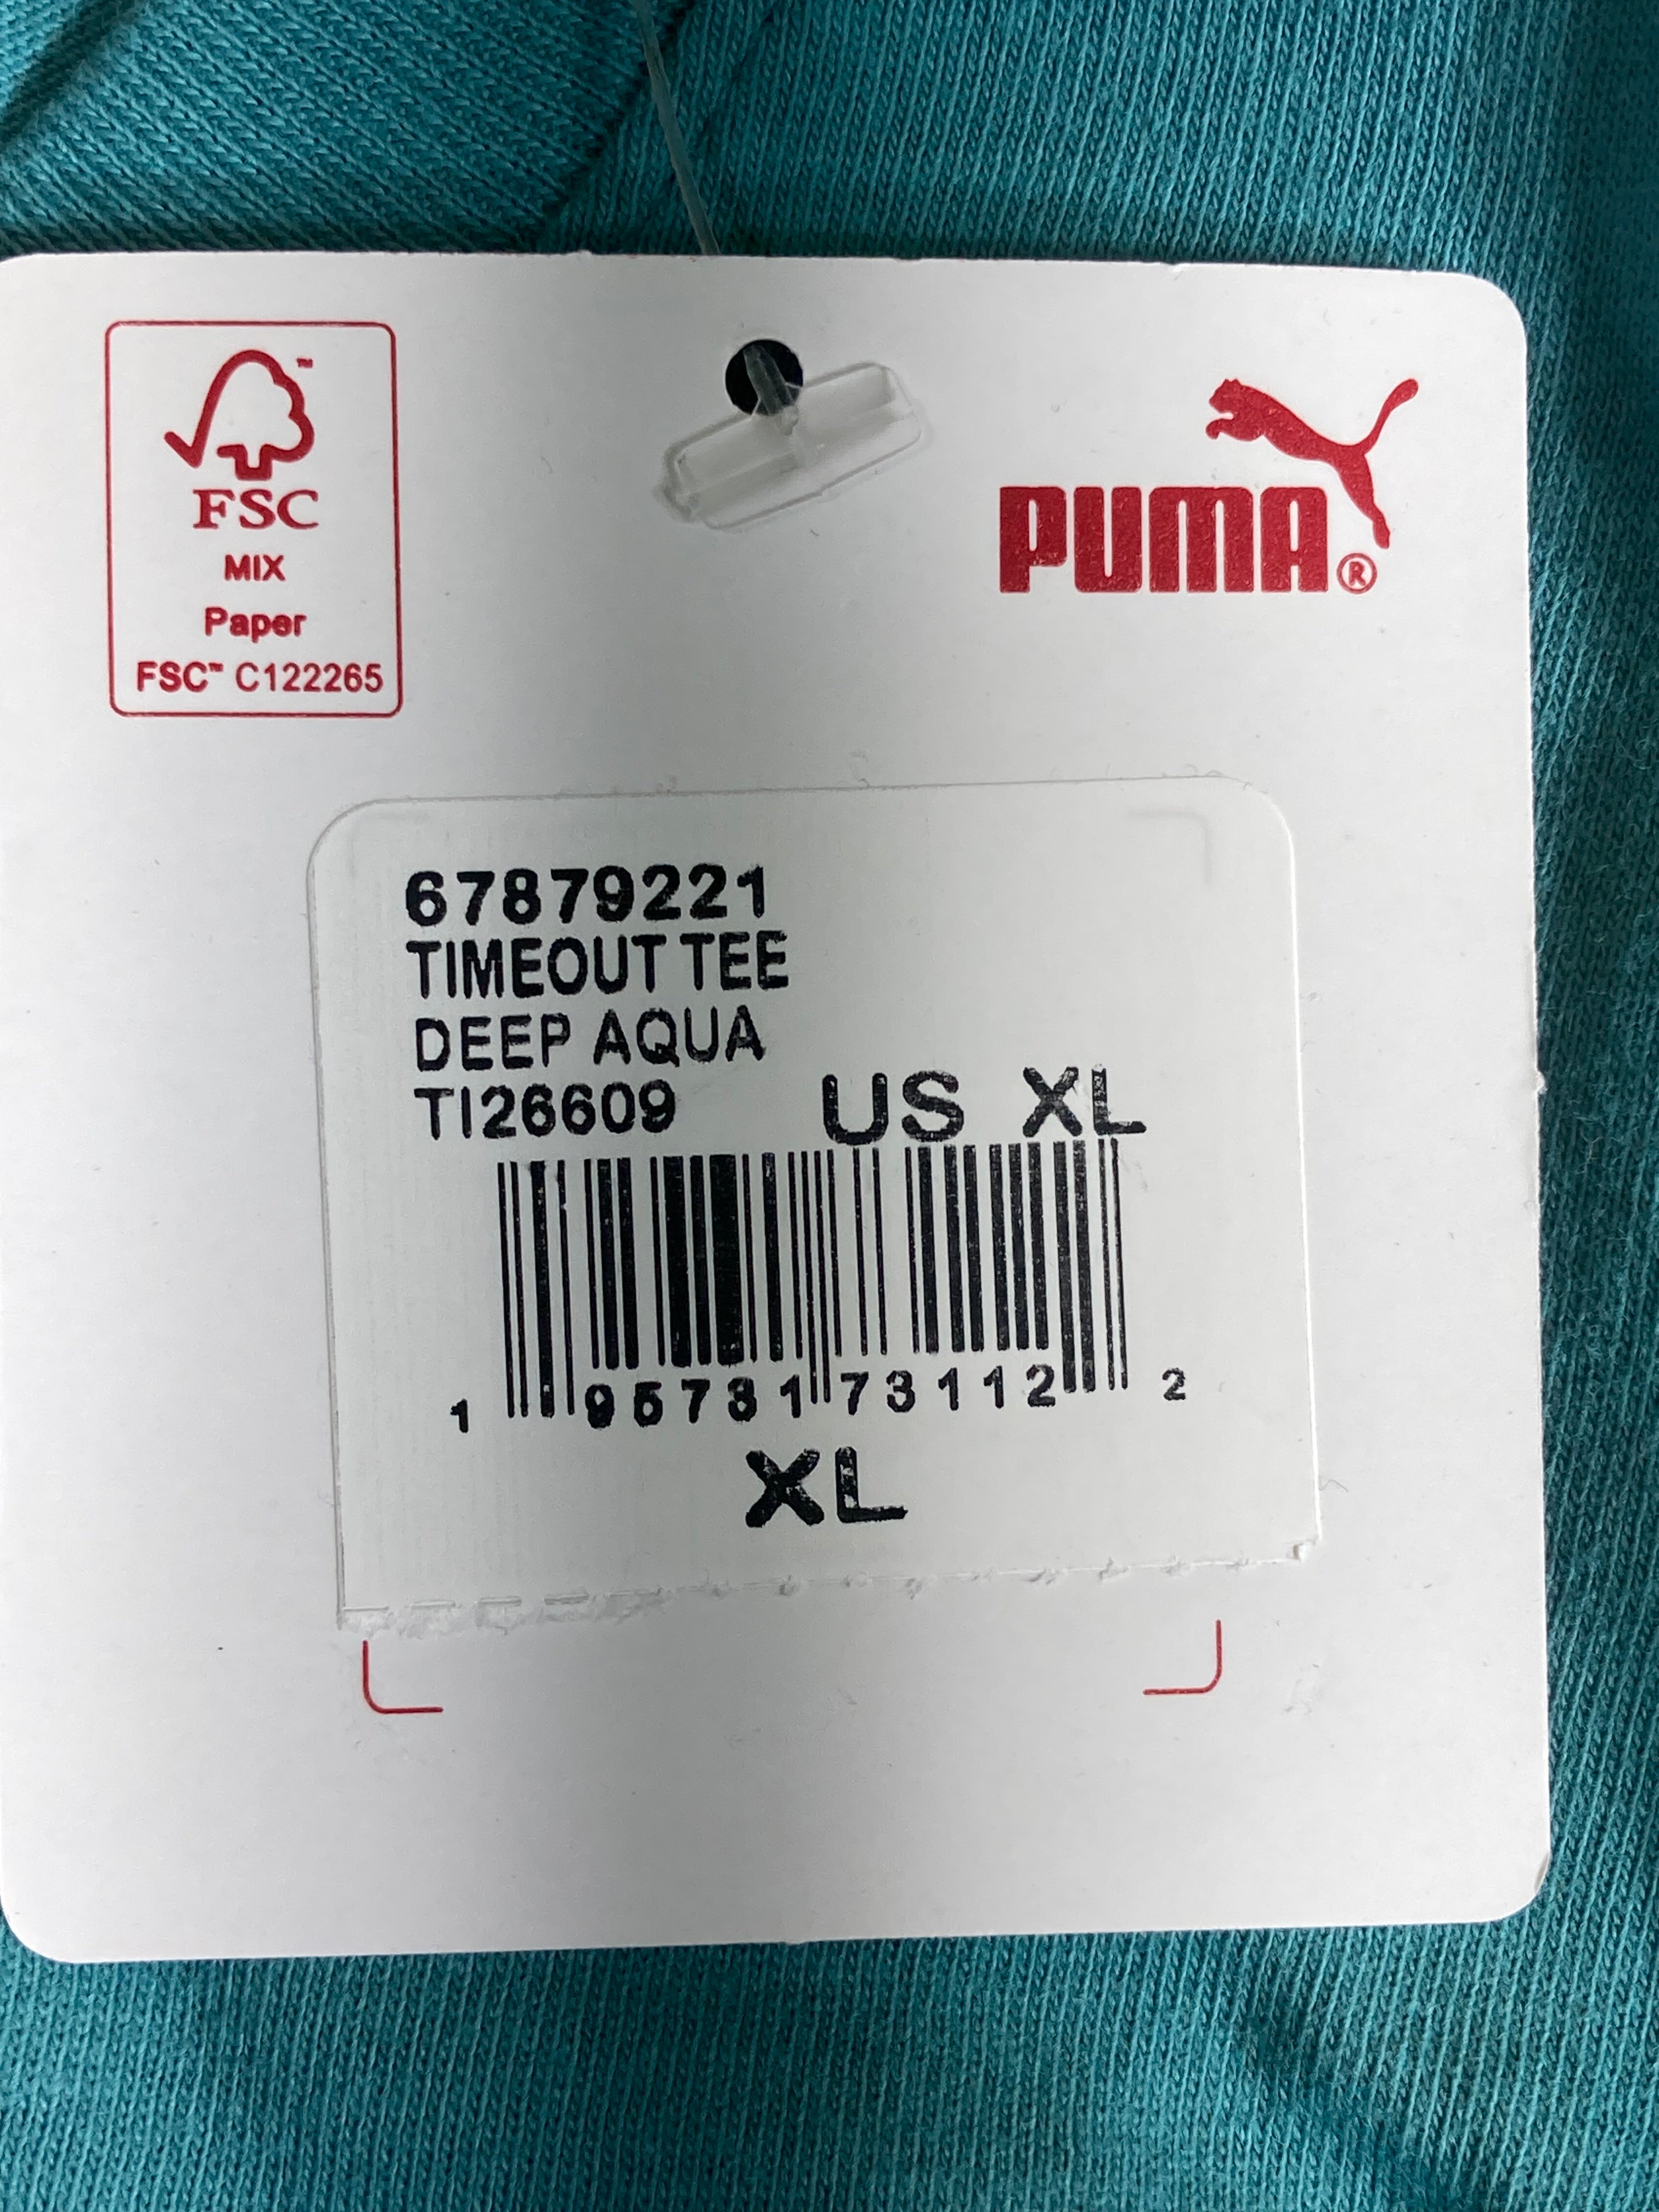 FSC
MIX
Paper
FSC™ C122265
PUMA®
67879221
TIMEOUT TEE
DEEP AQUA
TI26609 US XL
1 95731 73112 2
XL